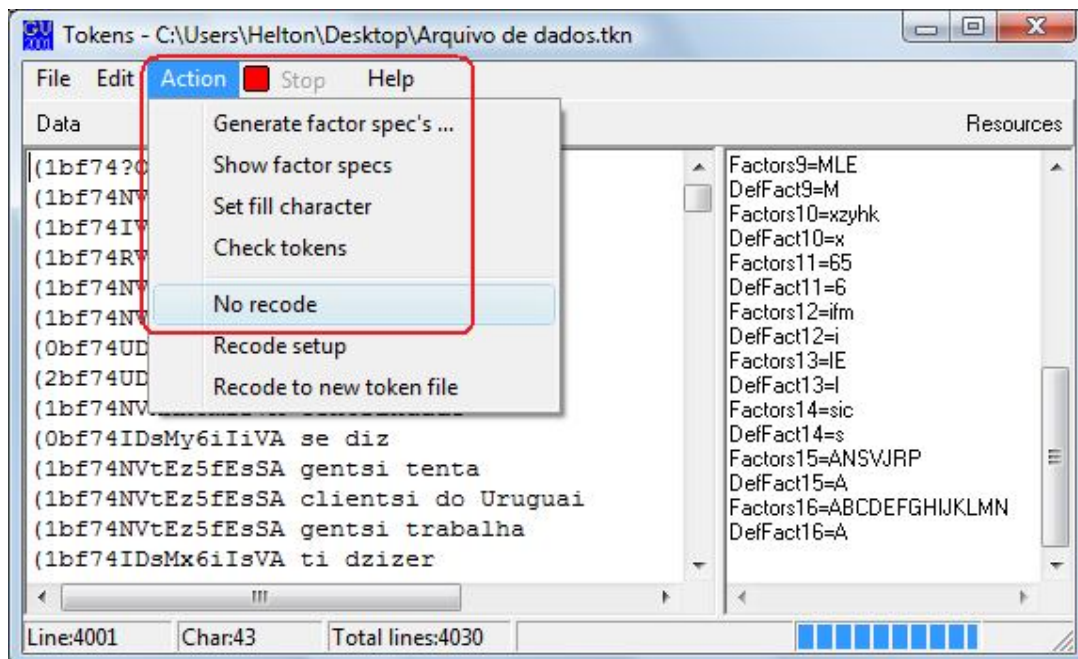 GU 2001 Tokens - C:\Users\Helton\Desktop\Arquivo de dados.tkn
File Edit Action Stop Help
Data Resources
Generate factor spec's ...
Show factor specs
Set fill character
Check tokens
No recode
Recode setup
Recode to new token file
(1bf74?
(1bf74NV
(1bf74IV
(1bf74RV
(1bf74NV
(1bf74NV
(0bf74UD
(2bf74UD
(1bf74NV
(0bf74IDsMy6iIiVA se diz
(1bf74NVtEz5fEsSA gentsi tenta
(1bf74NVtEz5fEsSA clientsi do Uruguai
(1bf74NVtEz5fEsSA gentsi trabalha
(1bf74IDsMx6iIsVA ti dzizer
Factors9=MLE
DefFact9=M
Factors10=xzyhk
DefFact10=x
Factors11=65
DefFact11=6
Factors12=ifm
DefFact12=i
Factors13=IE
DefFact13=I
Factors14=sic
DefFact14=s
Factors15=ANSVJRP
DefFact15=A
Factors16=ABCDEFGHIJKLMN
DefFact16=A
Line:4001 Char:43 Total lines:4030